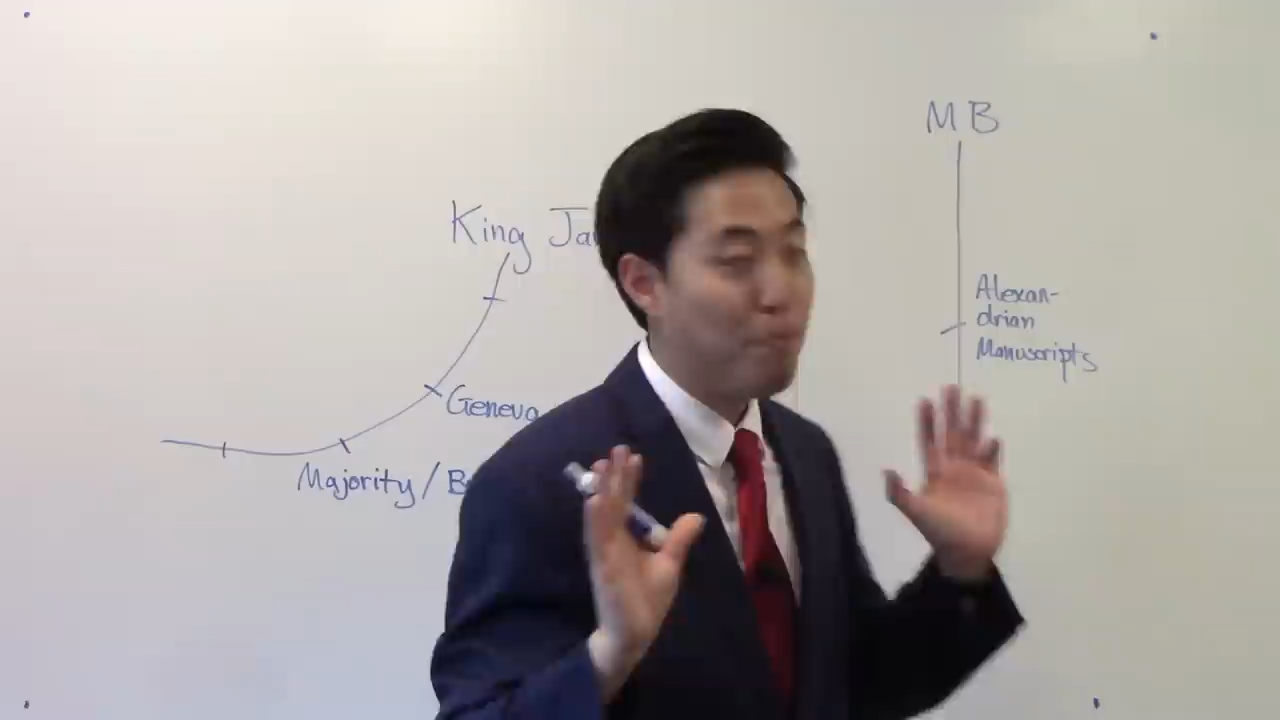 M B
King Ja
Alexan-
drian
Manuscripts
Geneva
Majority / B